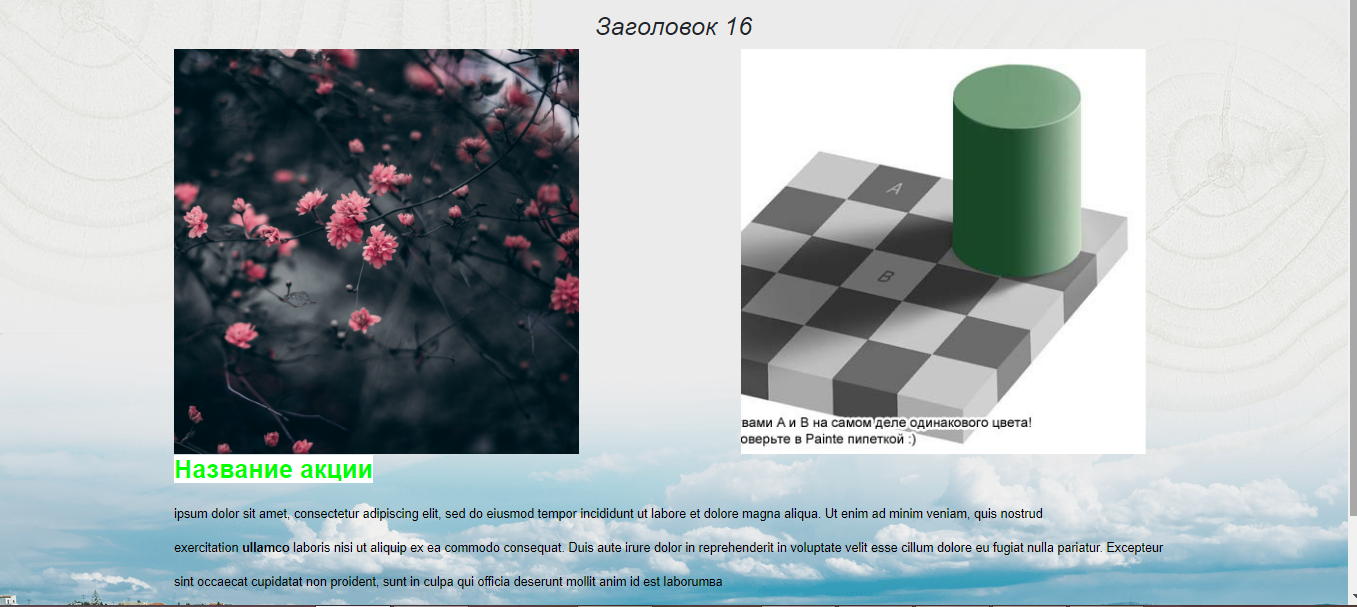 Заголовок 16
A
B
вами А и В на самом деле одинакового цвета!
оверьте в Painte пипеткой :)
Название акции
ipsum dolor sit amet, consectetur adipiscing elit, sed do eiusmod tempor incididunt ut labore et dolore magna aliqua. Ut enim ad minim veniam, quis nostrud
exercitation ullamco laboris nisi ut aliquip ex ea commodo consequat. Duis aute irure dolor in reprehenderit in voluptate velit esse cillum dolore eu fugiat nulla pariatur. Excepteur
sint occaecat cupidatat non proident, sunt in culpa qui officia deserunt mollit anim id est laborumва